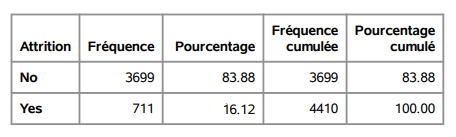 Attrition Fréquence Pourcentage Fréquence cumulée Pourcentage cumulé
No 3699 83.88 3699 83.88
Yes 711 16.12 4410 100.00